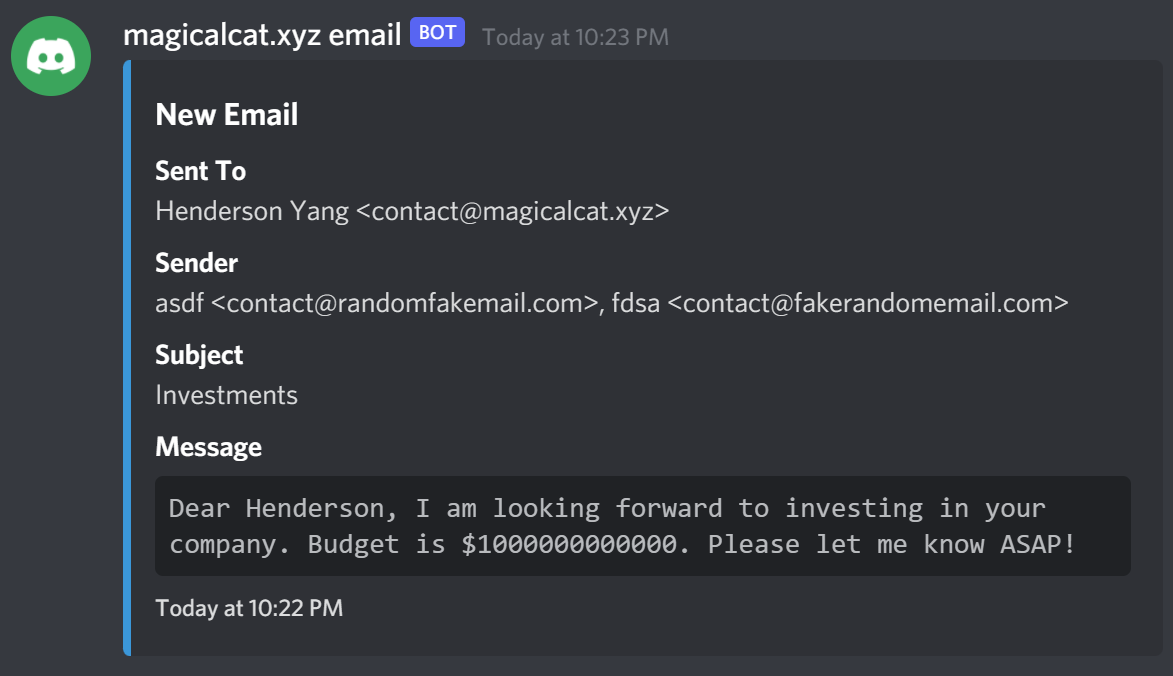 magicalcat.xyz email BOT Today at 10:23 PM
New Email
Sent To
Henderson Yang <contact@magicalcat.xyz>
Sender
asdf <contact@randomfakemail.com>, fdsa <contact@fakerandomemail.com>
Subject
Investments
Message
Dear Henderson, I am looking forward to investing in your
company. Budget is $1000000000000. Please let me know ASAP!
Today at 10:22 PM